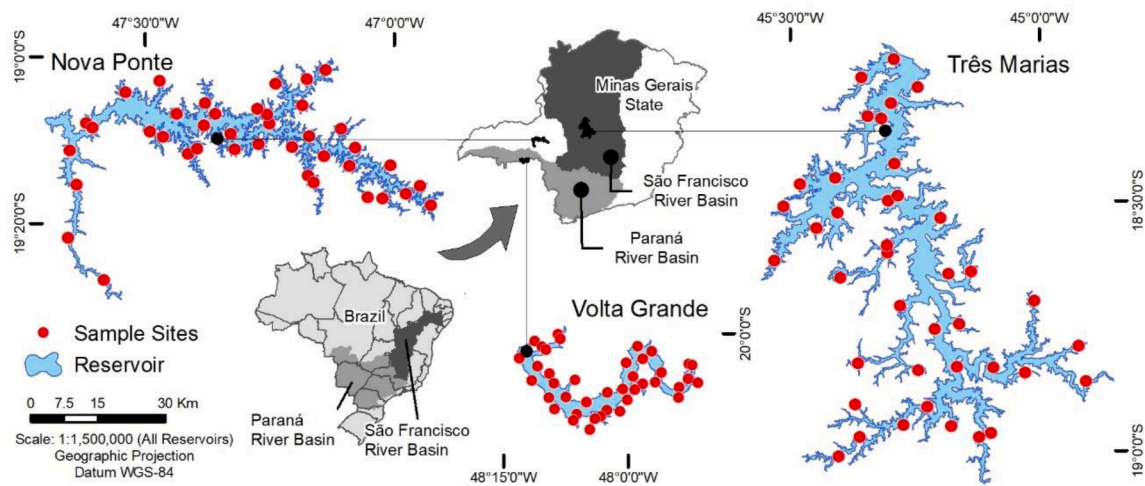 47°30'0"W
47°0'0"W
19°0'0"S
Nova Ponte
19°20'0"S
Minas Gerais
State
São Francisco
River Basin
Paraná
River Basin
45°30'0"W
45°0'0"W
Três Marias
18°30'0"S
19°0'0"S
Brazil
Paraná
River Basin
São Francisco
River Basin
Volta Grande
20°0'0"S
48°15'0"W
48°0'0"W
Sample Sites
Reservoir
0 7.5 15 30 Km
Scale: 1:1,500,000 (All Reservoirs)
Geographic Projection
Datum WGS-84